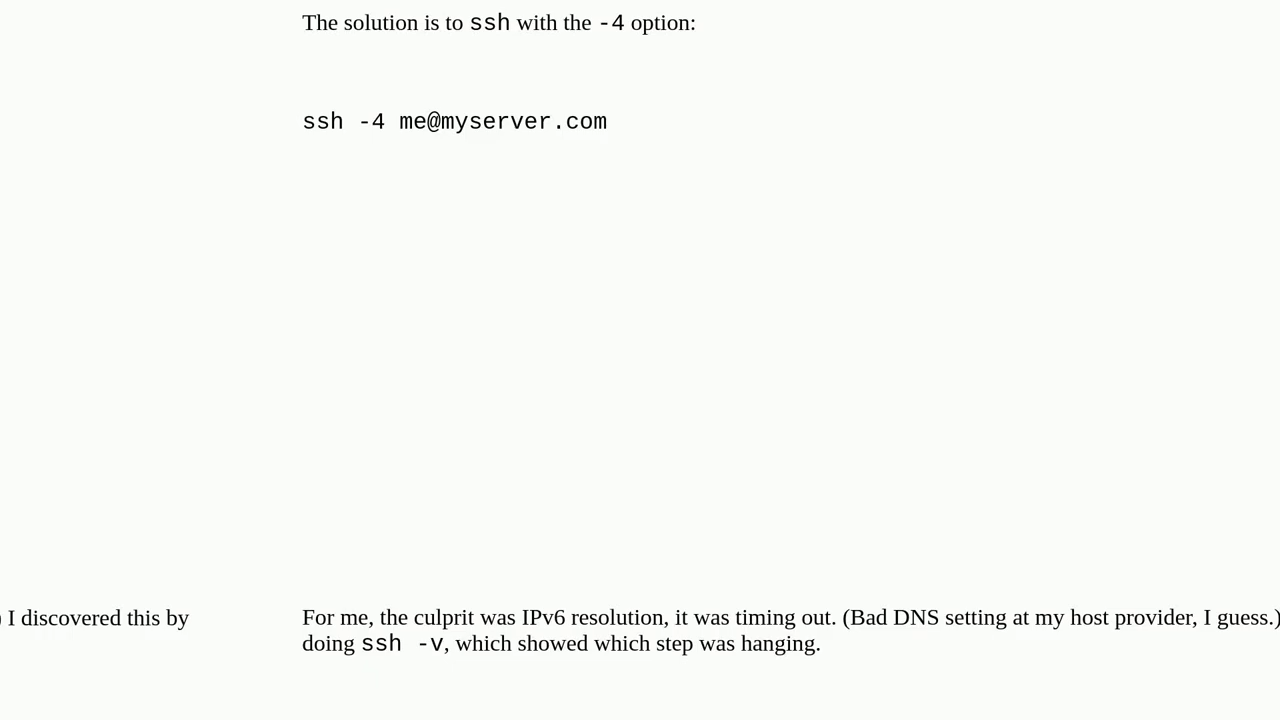 The solution is to ssh with the -4 option:
ssh -4 me@myserver.com
For me, the culprit was IPv6 resolution, it was timing out. (Bad DNS setting at my host provider, I guess.) I discovered this by
doing ssh -v, which showed which step was hanging.